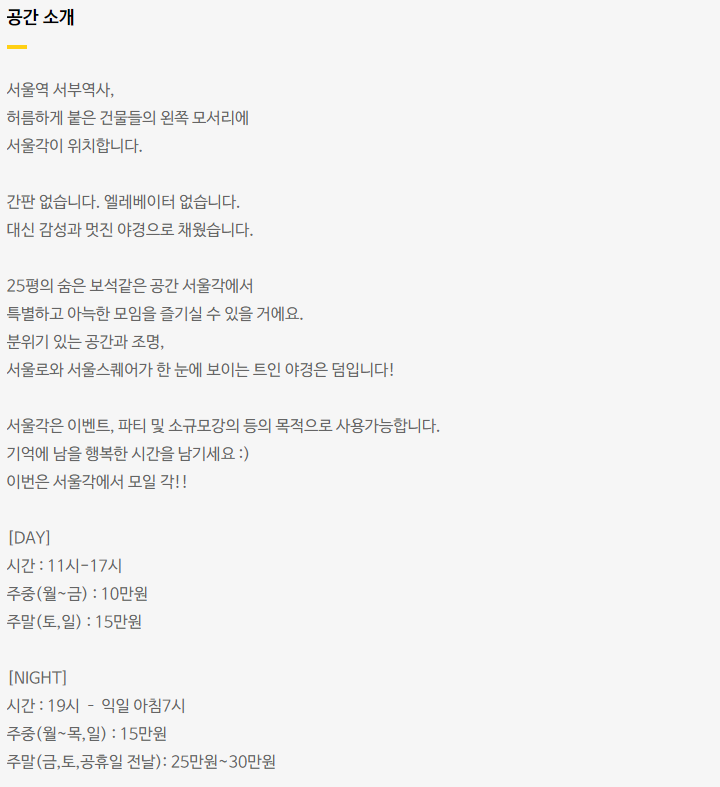 공간 소개
서울역 서부역사,
허름하게 붙은 건물들의 왼쪽 모서리에
서울각이 위치합니다.
간판 없습니다. 엘레베이터 없습니다.
대신 감성과 멋진 야경으로 채웠습니다.
25평의 숨은 보석같은 공간 서울각에서
특별하고 아늑한 모임을 즐기실 수 있을 거에요.
분위기 있는 공간과 조명,
서울로와 서울스퀘어가 한 눈에 보이는 트인 야경은 덤입니다!
서울각은 이벤트, 파티 및 소규모강의 등의 목적으로 사용가능합니다.
기억에 남을 행복한 시간을 남기세요 :)
이번은 서울각에서 모일 각!!
[DAY]
시간 : 11시-17시
주중(월~금) : 10만원
주말(토,일) : 15만원
[NIGHT]
시간 : 19시 - 익일 아침7시
주중(월~목,일) : 15만원
주말(금,토,공휴일 전날): 25만원~30만원